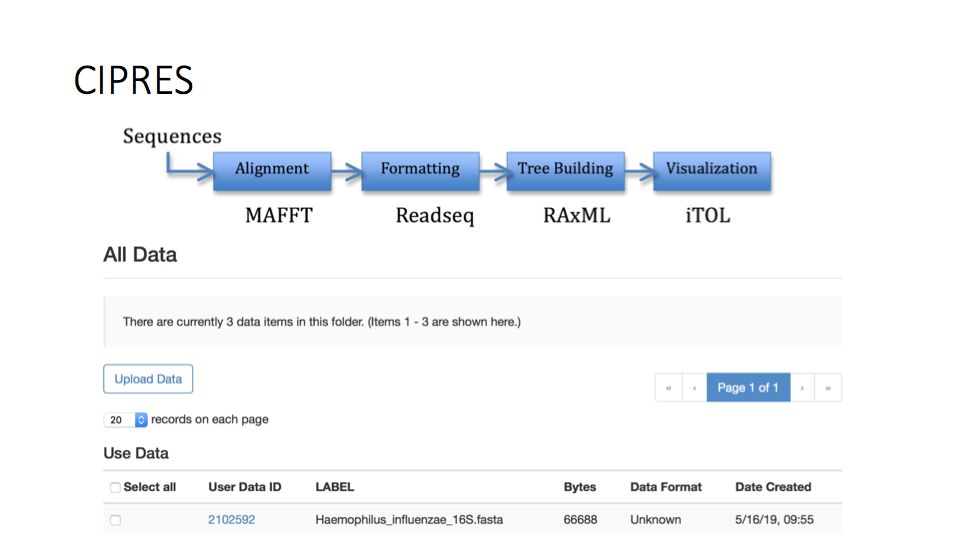 CIPRES
Sequences
Alignment Formatting Tree Building Visualization
MAFFT Readseq RAxML iTOL
All Data
There are currently 3 data items in this folder. (Items 1 - 3 are shown here.)
Upload Data
« ‹ Page 1 of 1 › »
20 records on each page
Use Data
Select all User Data ID LABEL Bytes Data Format Date Created
2102592 Haemophilus_influenzae_16S.fasta 66688 Unknown 5/16/19, 09:55